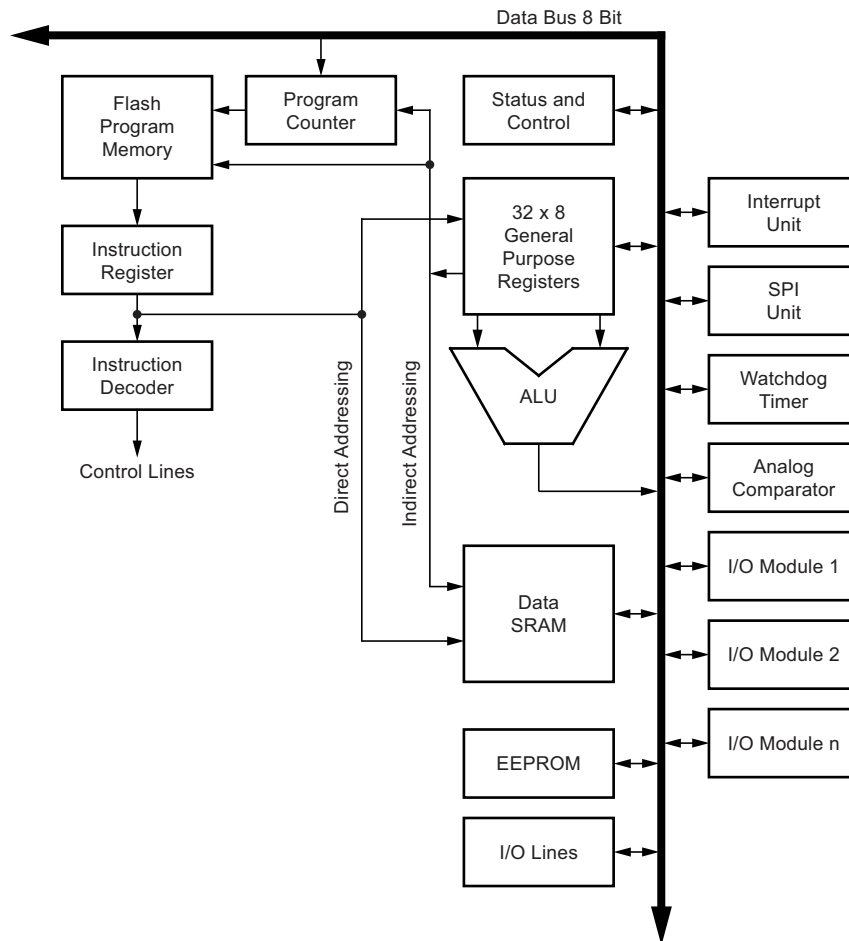 Data Bus 8 Bit
Flash
Program
Memory
Program
Counter
Status and
Control
Instruction
Register
32 x 8
General
Purpose
Registers
Interrupt
Unit
SPI
Unit
Instruction
Decoder
ALU
Watchdog
Timer
Control Lines
Direct Addressing
Indirect Addressing
Analog
Comparator
Data
SRAM
I/O Module 1
I/O Module 2
EEPROM
I/O Module n
I/O Lines